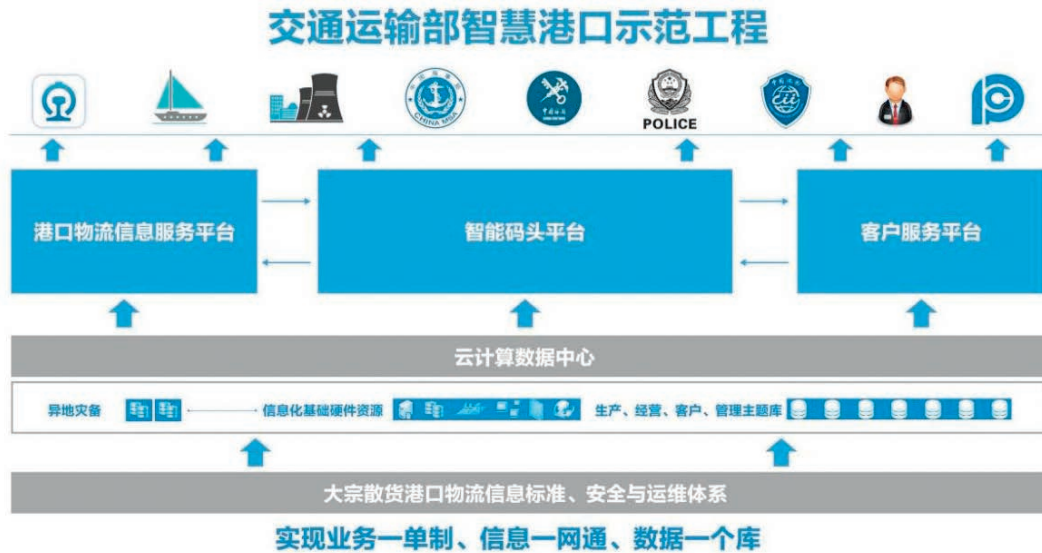 交通运输部智慧港口示范工程
CHINA MSA
POLICE
港口物流信息服务平台
智能码头平台
客户服务平台
云计算数据中心
异地灾备
信息化基础硬件资源
生产、经营、客户、管理主题库
大宗散货港口物流信息标准、安全与运维体系
实现业务一单制、信息一网通、数据一个库